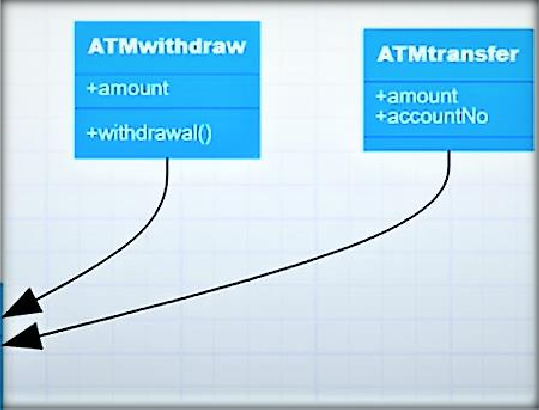 ATMwithdraw
+amount
+withdrawal()
ATMtransfer
+amount
+accountNo